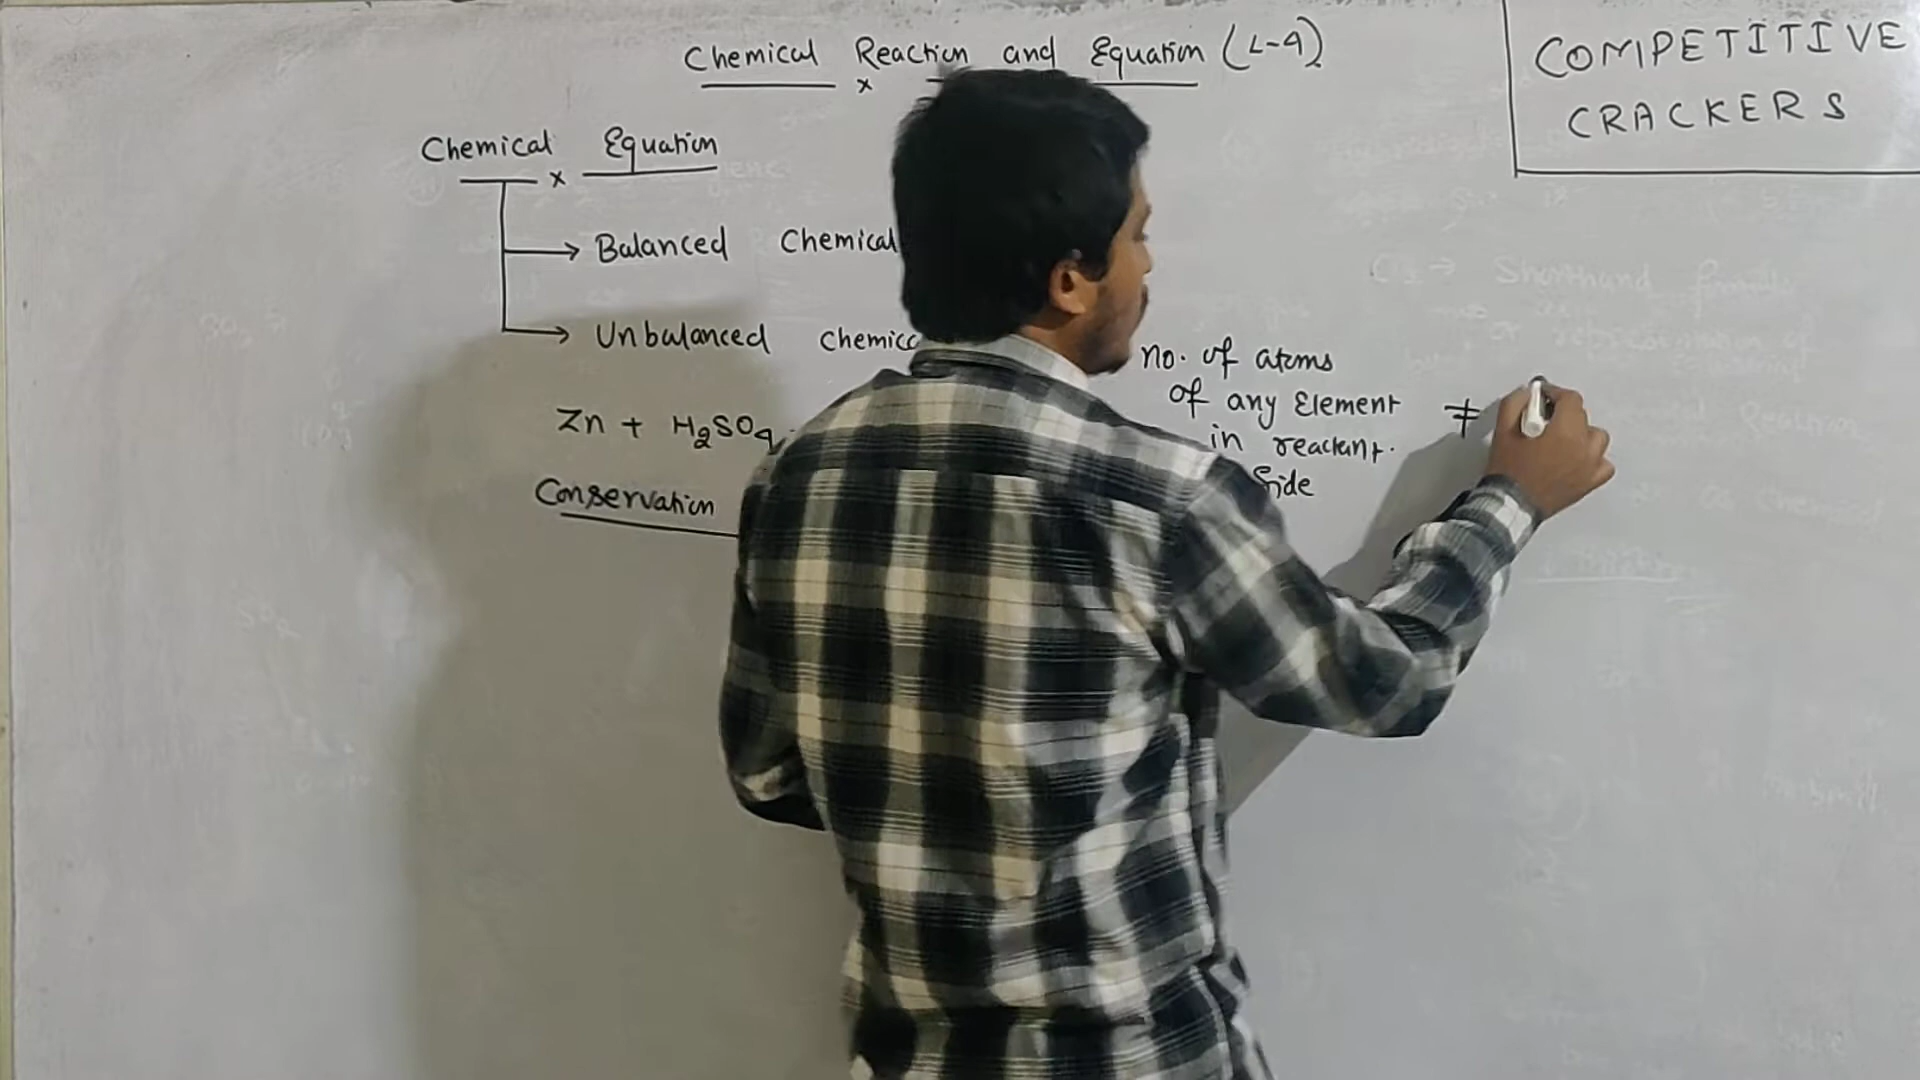 Chemical Reaction and Equation (L-4)
COMPETITIVE
CRACKERS
Chemical Equation
Balanced Chemical
Unbalanced chemic
no. of atoms
of any Element ≠
in reactant.
Side
Zn + H₂SO₄
Conservation